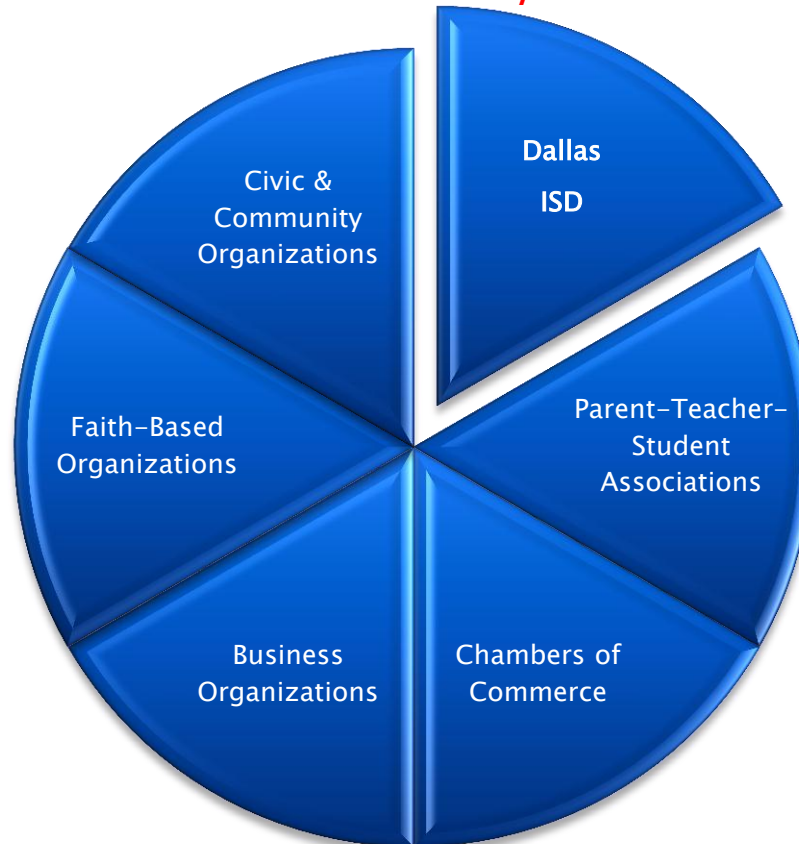 Dallas
ISD
Parent-Teacher-
Student
Associations
Chambers of
Commerce
Business
Organizations
Faith-Based
Organizations
Civic &
Community
Organizations